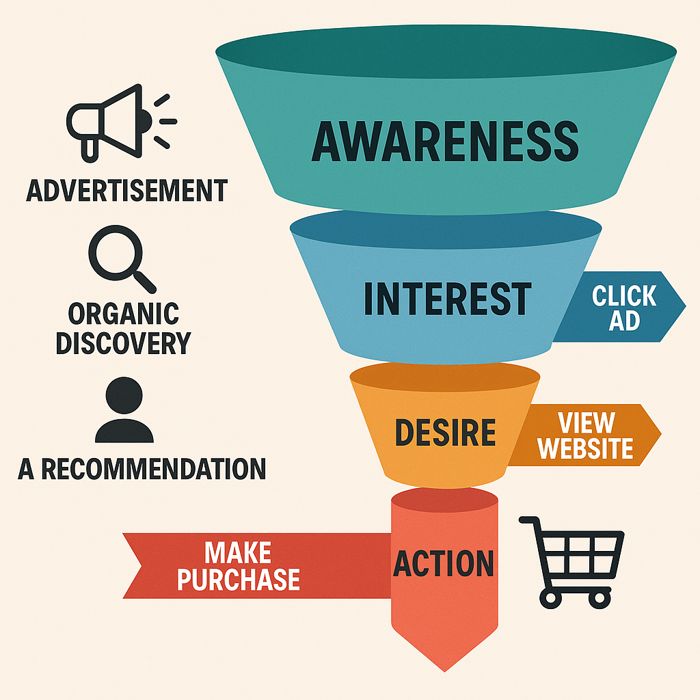 AWARENESS
ADVERTISEMENT
ORGANIC
DISCOVERY
INTEREST
CLICK
AD
A RECOMMENDATION
DESIRE
VIEW
WEBSITE
MAKE
PURCHASE
ACTION